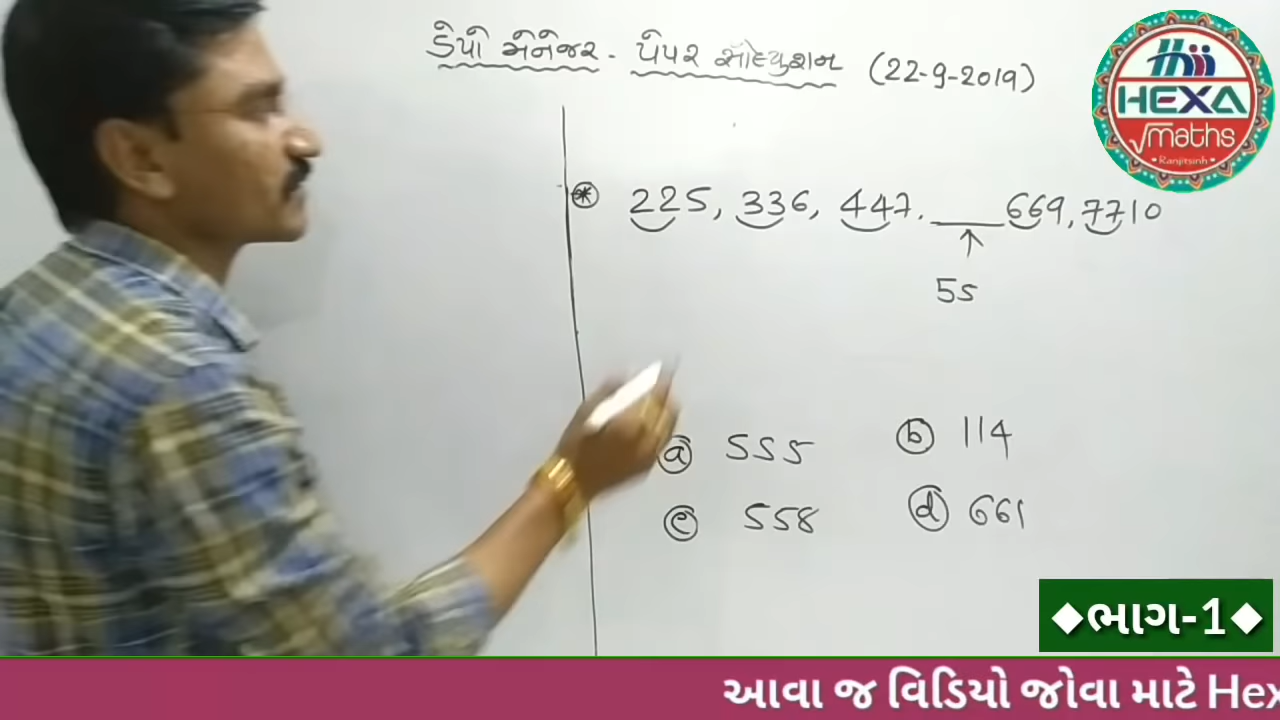 ડેપો મેનેજર - પેપર સોલ્યુશન (22-9-2019)
HEXA
√maths
Ranjitsinh
* 225, 336, 447, ____ 669, 7710
55
a 555 b 114
c 558 d 661
◆ભાગ-1◆
આવા જ વિડિયો જોવા માટે Hex